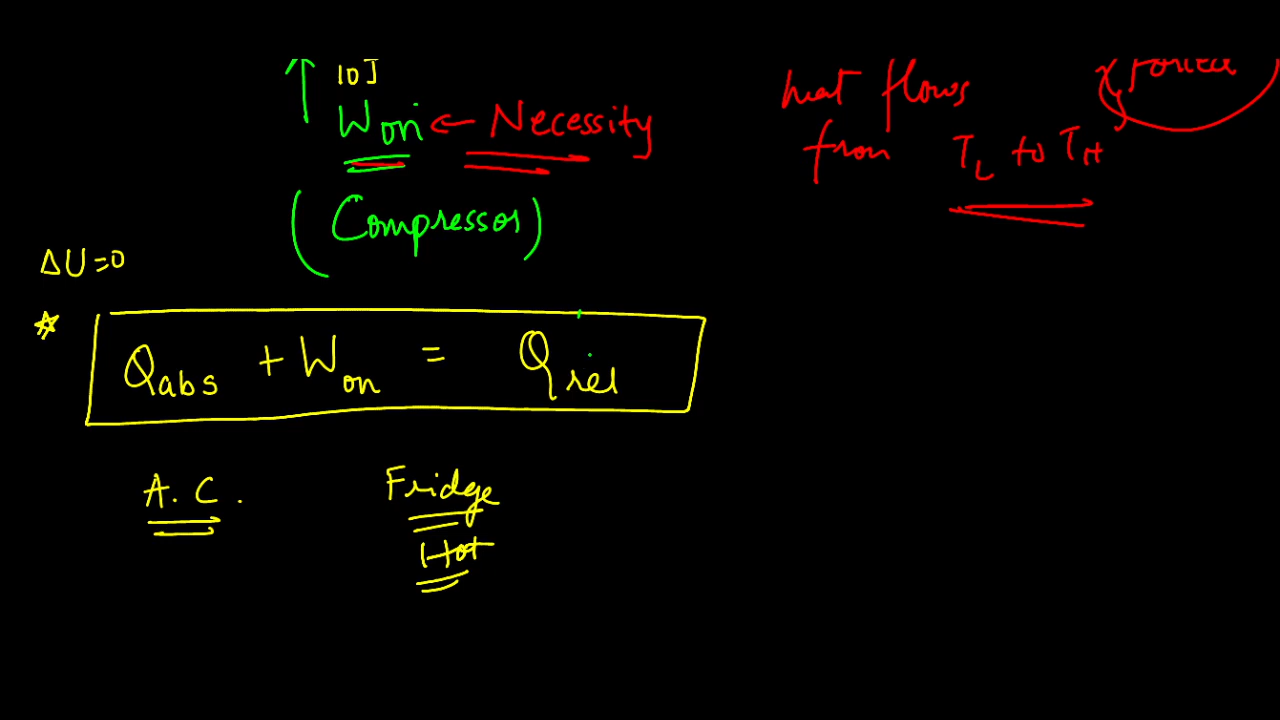 10J
Won ← Necessity
(Compressor)
heat flows
from TL to TH
ΔU=0
☆ Qabs + Won = Qrel
A.C.
Fridge
Hot